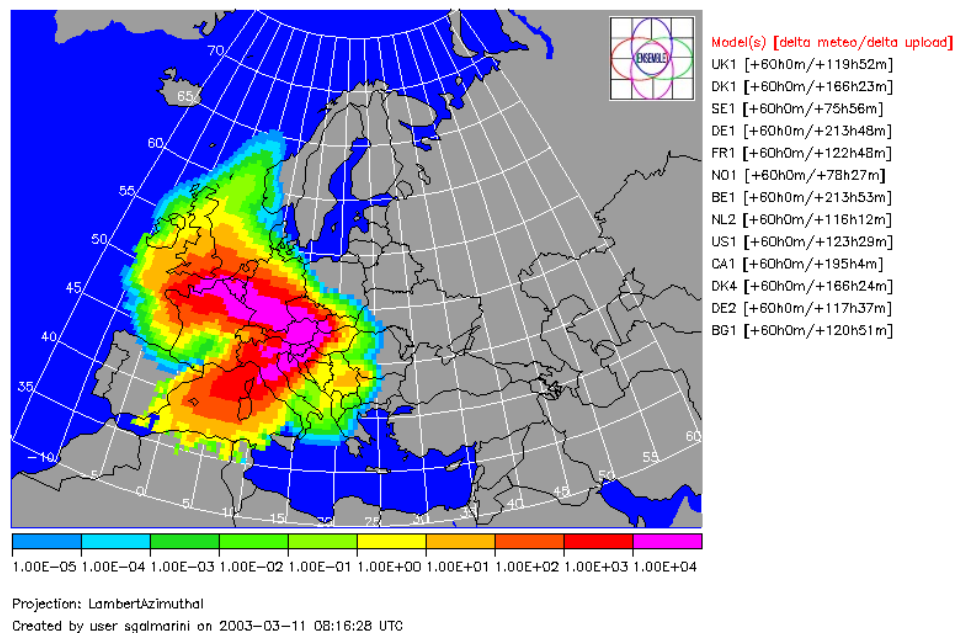 70
65
60
55
50
45
40
35
-10
-5
0
5
10
15
20
25
30
35
40
45
50
55
60
ENSEMBLE
Model(s) [delta meteo/delta upload]
UK1 [+60h0m/+119h52m]
DK1 [+60h0m/+166h23m]
SE1 [+60h0m/+75h56m]
DE1 [+60h0m/+213h48m]
FR1 [+60h0m/+122h48m]
NO1 [+60h0m/+78h27m]
BE1 [+60h0m/+213h53m]
NL2 [+60h0m/+116h12m]
US1 [+60h0m/+123h29m]
CA1 [+60h0m/+195h4m]
DK4 [+60h0m/+166h24m]
DE2 [+60h0m/+117h37m]
BG1 [+60h0m/+120h51m]
1.00E-05 1.00E-04 1.00E-03 1.00E-02 1.00E-01 1.00E+00 1.00E+01 1.00E+02 1.00E+03 1.00E+04
Projection: LambertAzimuthal
Created by user sgalmarini on 2003-03-11 08:16:28 UTC